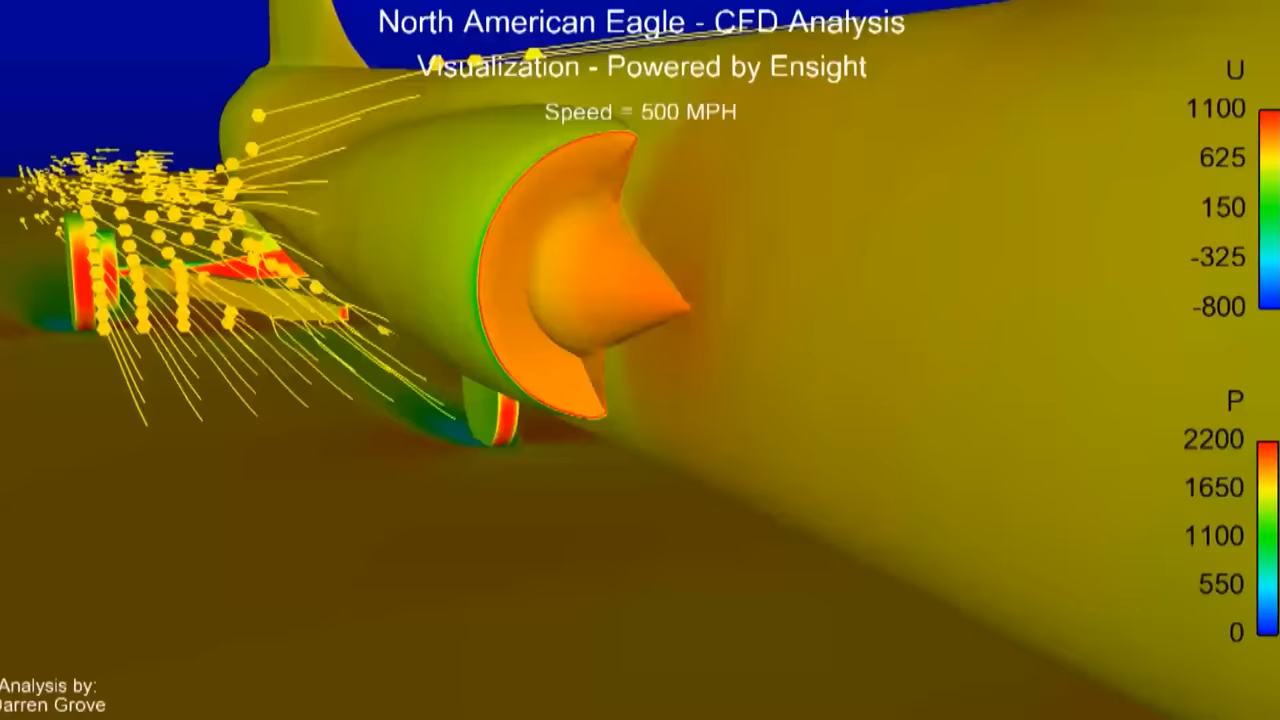 North American Eagle - CFD Analysis
Visualization - Powered by Ensight
Speed = 500 MPH
U
1100
625
150
-325
-800
P
2200
1650
1100
550
0
Analysis by:
Darren Grove